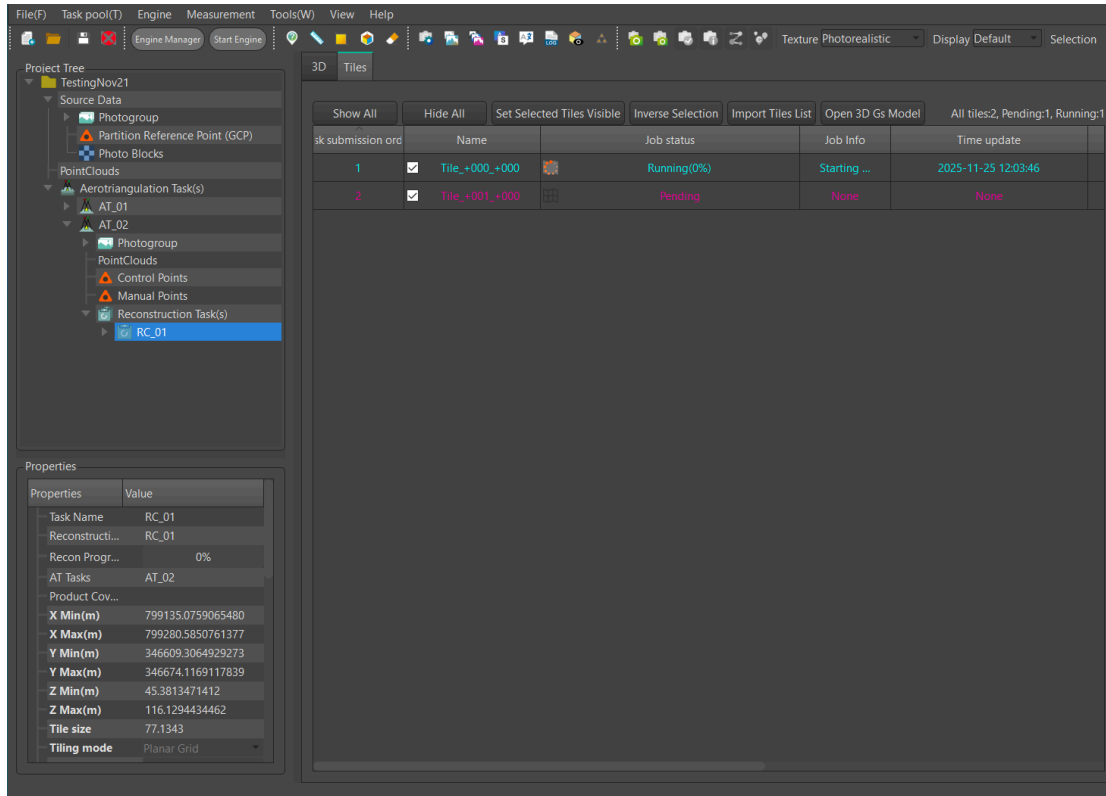 File(F) Task pool(T) Engine Measurement Tools(W) View Help
Engine Manager Start Engine Texture Photorealistic Display Default Selection
Project Tree
TestingNov21
Source Data
Photogroup
Partition Reference Point (GCP)
Photo Blocks
PointClouds
Aerotriangulation Task(s)
AT_01
AT_02
Photogroup
PointClouds
Control Points
Manual Points
Reconstruction Task(s)
RC_01
Properties
Properties Value
Task Name RC_01
Reconstructi... RC_01
Recon Progr... 0%
AT Tasks AT_02
Product Cov...
X Min(m) 799135.0759065480
X Max(m) 799280.5850761377
Y Min(m) 346609.3064929273
Y Max(m) 346674.1169117839
Z Min(m) 45.3813471412
Z Max(m) 116.1294434462
Tile size 77.1343
Tiling mode Planar Grid
3D Tiles
Show All Hide All Set Selected Tiles Visible Inverse Selection Import Tiles List Open 3D Gs Model All tiles:2, Pending:1, Running:1
sk submission ord Name Job status Job Info Time update
1 Tile_+000_+000 Running(0%) Starting ... 2025-11-25 12:03:46
2 Tile_+001_+000 Pending None None